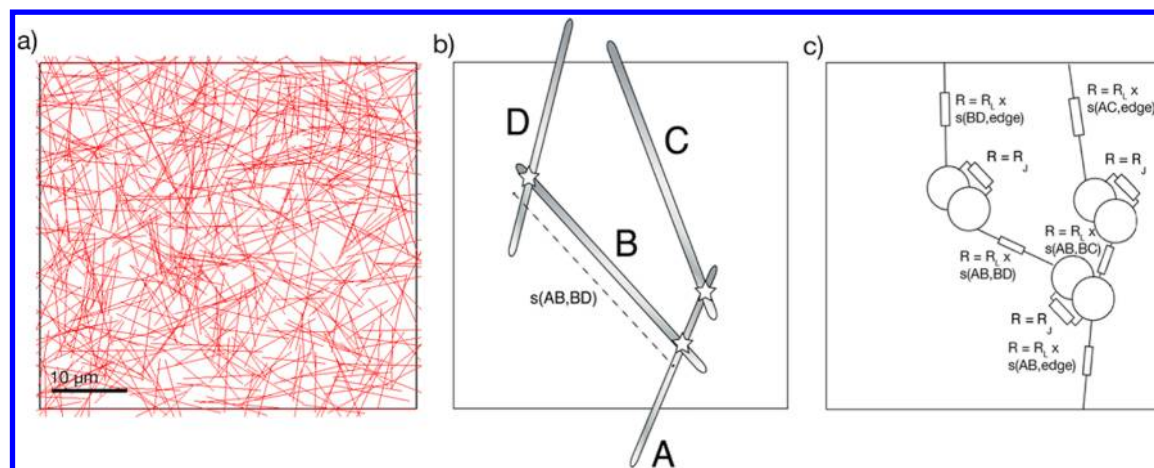 a)
10 μm
b)
D
C
B
s(AB,BD)
A
c)
R = R_L x
s(BD,edge)
R = R_L x
s(AC,edge)
R = R_J
R = R_J
R = R_L x
s(AB,BC)
R = R_L x
s(AB,BD)
R = R_J
R = R_L x
s(AB,edge)